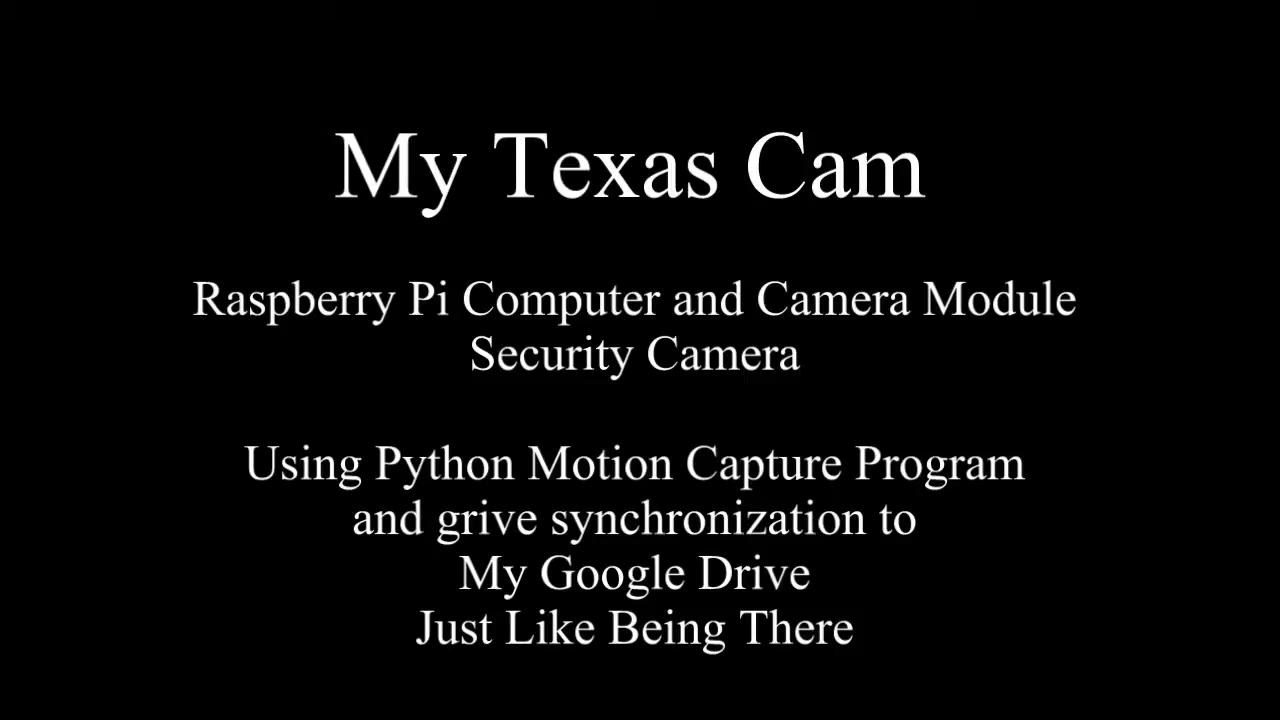 My Texas Cam
Raspberry Pi Computer and Camera Module
Security Camera
Using Python Motion Capture Program
and grive synchronization to
My Google Drive
Just Like Being There